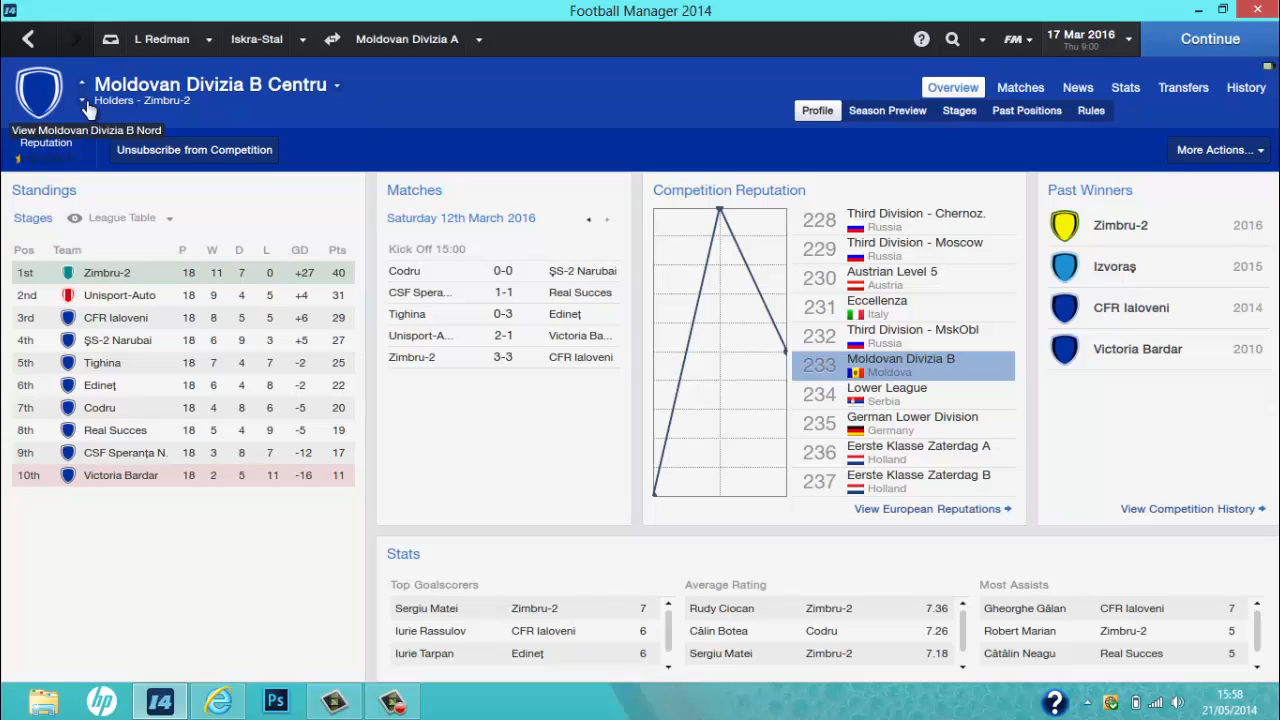 Football Manager 2014
L Redman
Iskra-Stal
Moldovan Divizia A
FM
17 Mar 2016
Thu 9:00
Continue
Moldovan Divizia B Centru
Holders - Zimbru-2
Overview Matches News Stats Transfers History
Profile Season Preview Stages Past Positions Rules
View Moldovan Divizia B Nord
Reputation
Unsubscribe from Competition
More Actions...
Standings
Stages League Table
Pos Team P W D L GD Pts
1st Zimbru-2 18 11 7 0 +27 40
2nd Unisport-Auto 18 9 4 5 +4 31
3rd CFR Ialoveni 18 8 5 5 +6 29
4th ŞS-2 Narubai 18 6 9 3 +5 27
5th Tighina 18 7 4 7 -2 25
6th Edineţ 18 6 4 8 -2 22
7th Codru 18 4 8 6 -5 20
8th Real Succes 18 5 4 9 -5 19
9th CSF Speranţa N. 18 3 8 7 -12 17
10th Victoria Bardar 18 2 5 11 -16 11
Matches
Saturday 12th March 2016
Kick Off 15:00
Codru 0-0 ŞS-2 Narubai
CSF Spera... 1-1 Real Succes
Tighina 0-3 Edineţ
Unisport-A... 2-1 Victoria Ba...
Zimbru-2 3-3 CFR Ialoveni
Competition Reputation
228 Third Division - Chernoz.
Russia
229 Third Division - Moscow
Russia
230 Austrian Level 5
Austria
231 Eccellenza
Italy
232 Third Division - MskObl
Russia
233 Moldovan Divizia B
Moldova
234 Lower League
Serbia
235 German Lower Division
Germany
236 Eerste Klasse Zaterdag A
Holland
237 Eerste Klasse Zaterdag B
Holland
View European Reputations
Past Winners
Zimbru-2 2016
Izvoraş 2015
CFR Ialoveni 2014
Victoria Bardar 2010
View Competition History
Stats
Top Goalscorers
Sergiu Matei Zimbru-2 7
Iurie Rassulov CFR Ialoveni 6
Iurie Tarpan Edineţ 6
Average Rating
Rudy Ciocan Zimbru-2 7.36
Călin Botea Codru 7.26
Sergiu Matei Zimbru-2 7.18
Most Assists
Gheorghe Gălan CFR Ialoveni 7
Robert Marian Zimbru-2 5
Cătălin Neagu Real Succes 5
15:58
21/05/2014